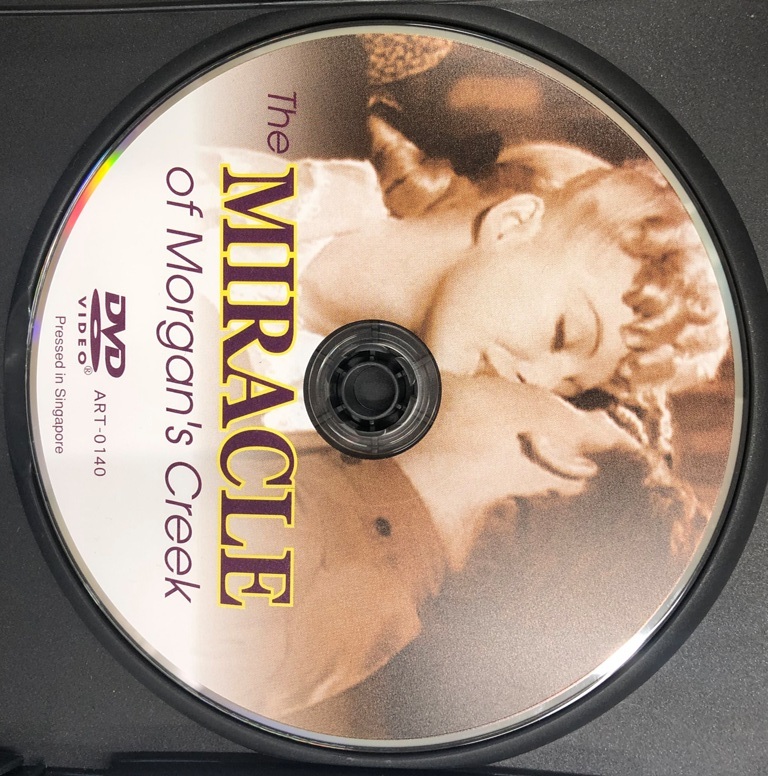 The
MIRACLE
of Morgan's Creek
DVD
VIDEO®
ART-0140
Pressed in Singapore